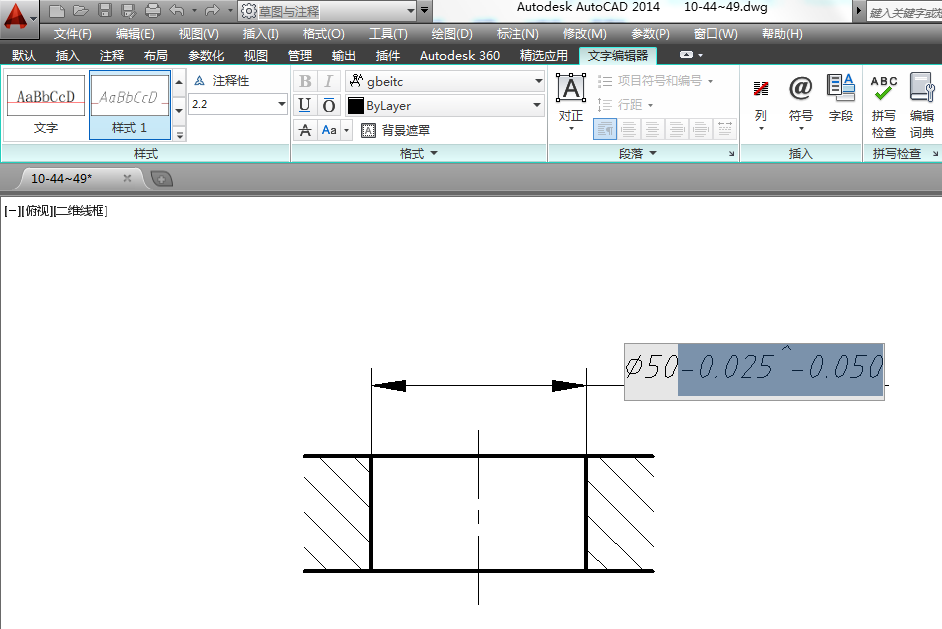 草图与注释 Autodesk AutoCAD 2014 10-44~49.dwg 键入关键字或短
文件(F) 编辑(E) 视图(V) 插入(I) 格式(O) 工具(T) 绘图(D) 标注(N) 修改(M) 参数(P) 窗口(W) 帮助(H)
默认 插入 注释 布局 参数化 视图 管理 输出 插件 Autodesk 360 精选应用 文字编辑器
AaBbCcD AaBbCcD 注释性 B I gbeitc A 项目符号和编号 @ ABC
2.2 U O ByLayer 行距
文字 样式 1 A Aa A 背景遮罩 对正 列 符号 字段 拼写检查 编辑词典
样式 格式 段落 插入 拼写检查
10-44~49*
[−][俯视][二维线框]
Ø50-0.025^-0.050